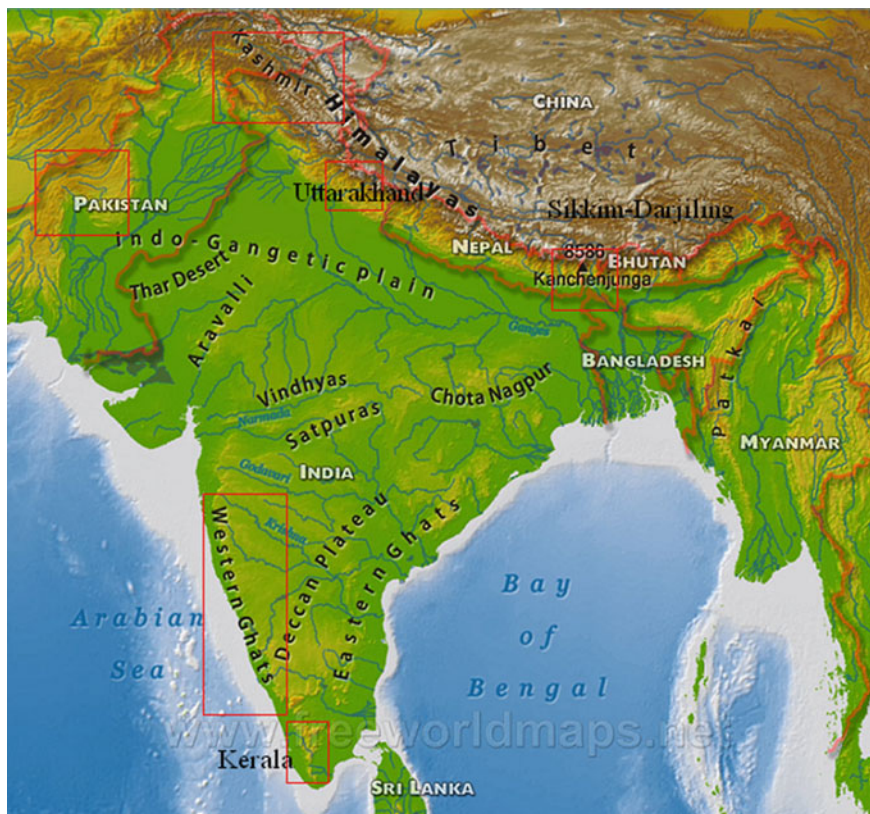 Kashmir
Himalayas
CHINA
Tibet
PAKISTAN
Uttarakhand
Sikkim-Darjiling
indo-Gangetic plain
NEPAL
8586
BHUTAN
Kanchenjunga
Thar Desert
Aravalli
Ganges
Patkai
BANGLADESH
Vindhyas
Chota Nagpur
Narmada
Satpuras
MYANMAR
INDIA
Godavari
Krishna
Western Ghats
Deccan Plateau
Eastern Ghats
Arabian
Sea
Bay
of
Bengal
www.freeworldmaps.net
Kerala
SRI LANKA